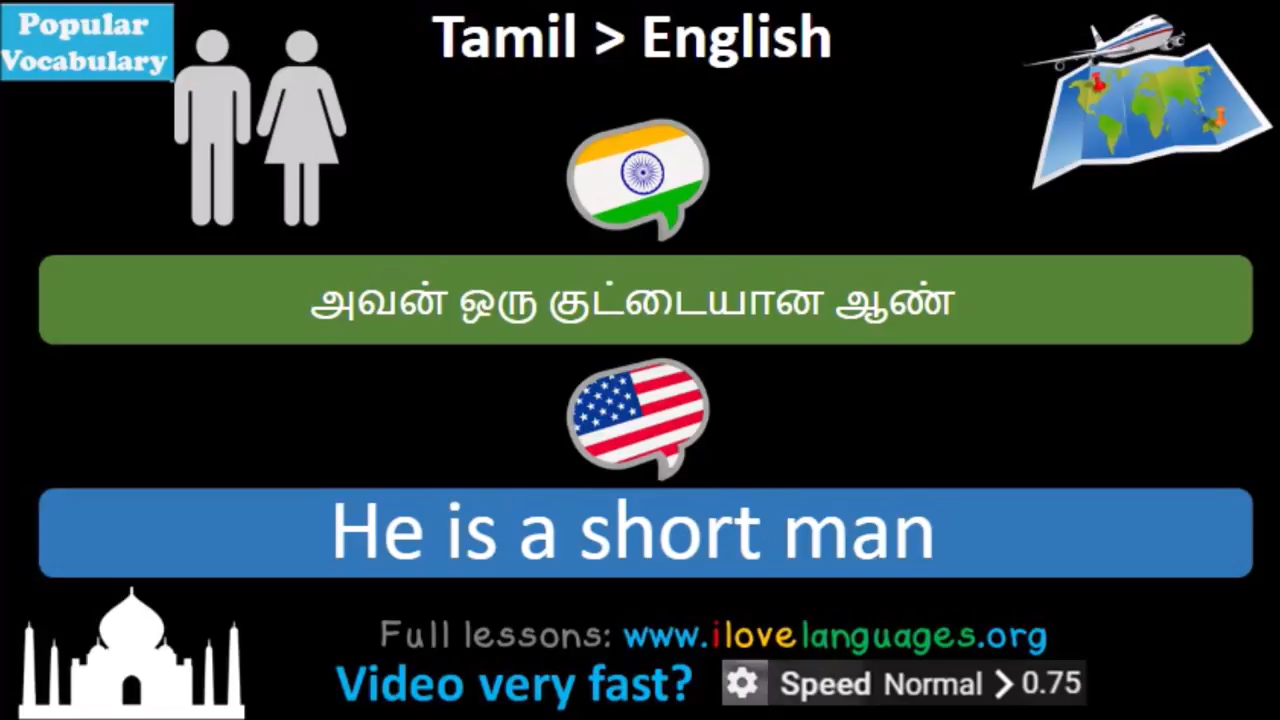 Popular
Vocabulary
Tamil > English
அவன் ஒரு குட்டையான ஆண்
He is a short man
Full lessons: www.ilovelanguages.org
Video very fast? Speed Normal > 0.75